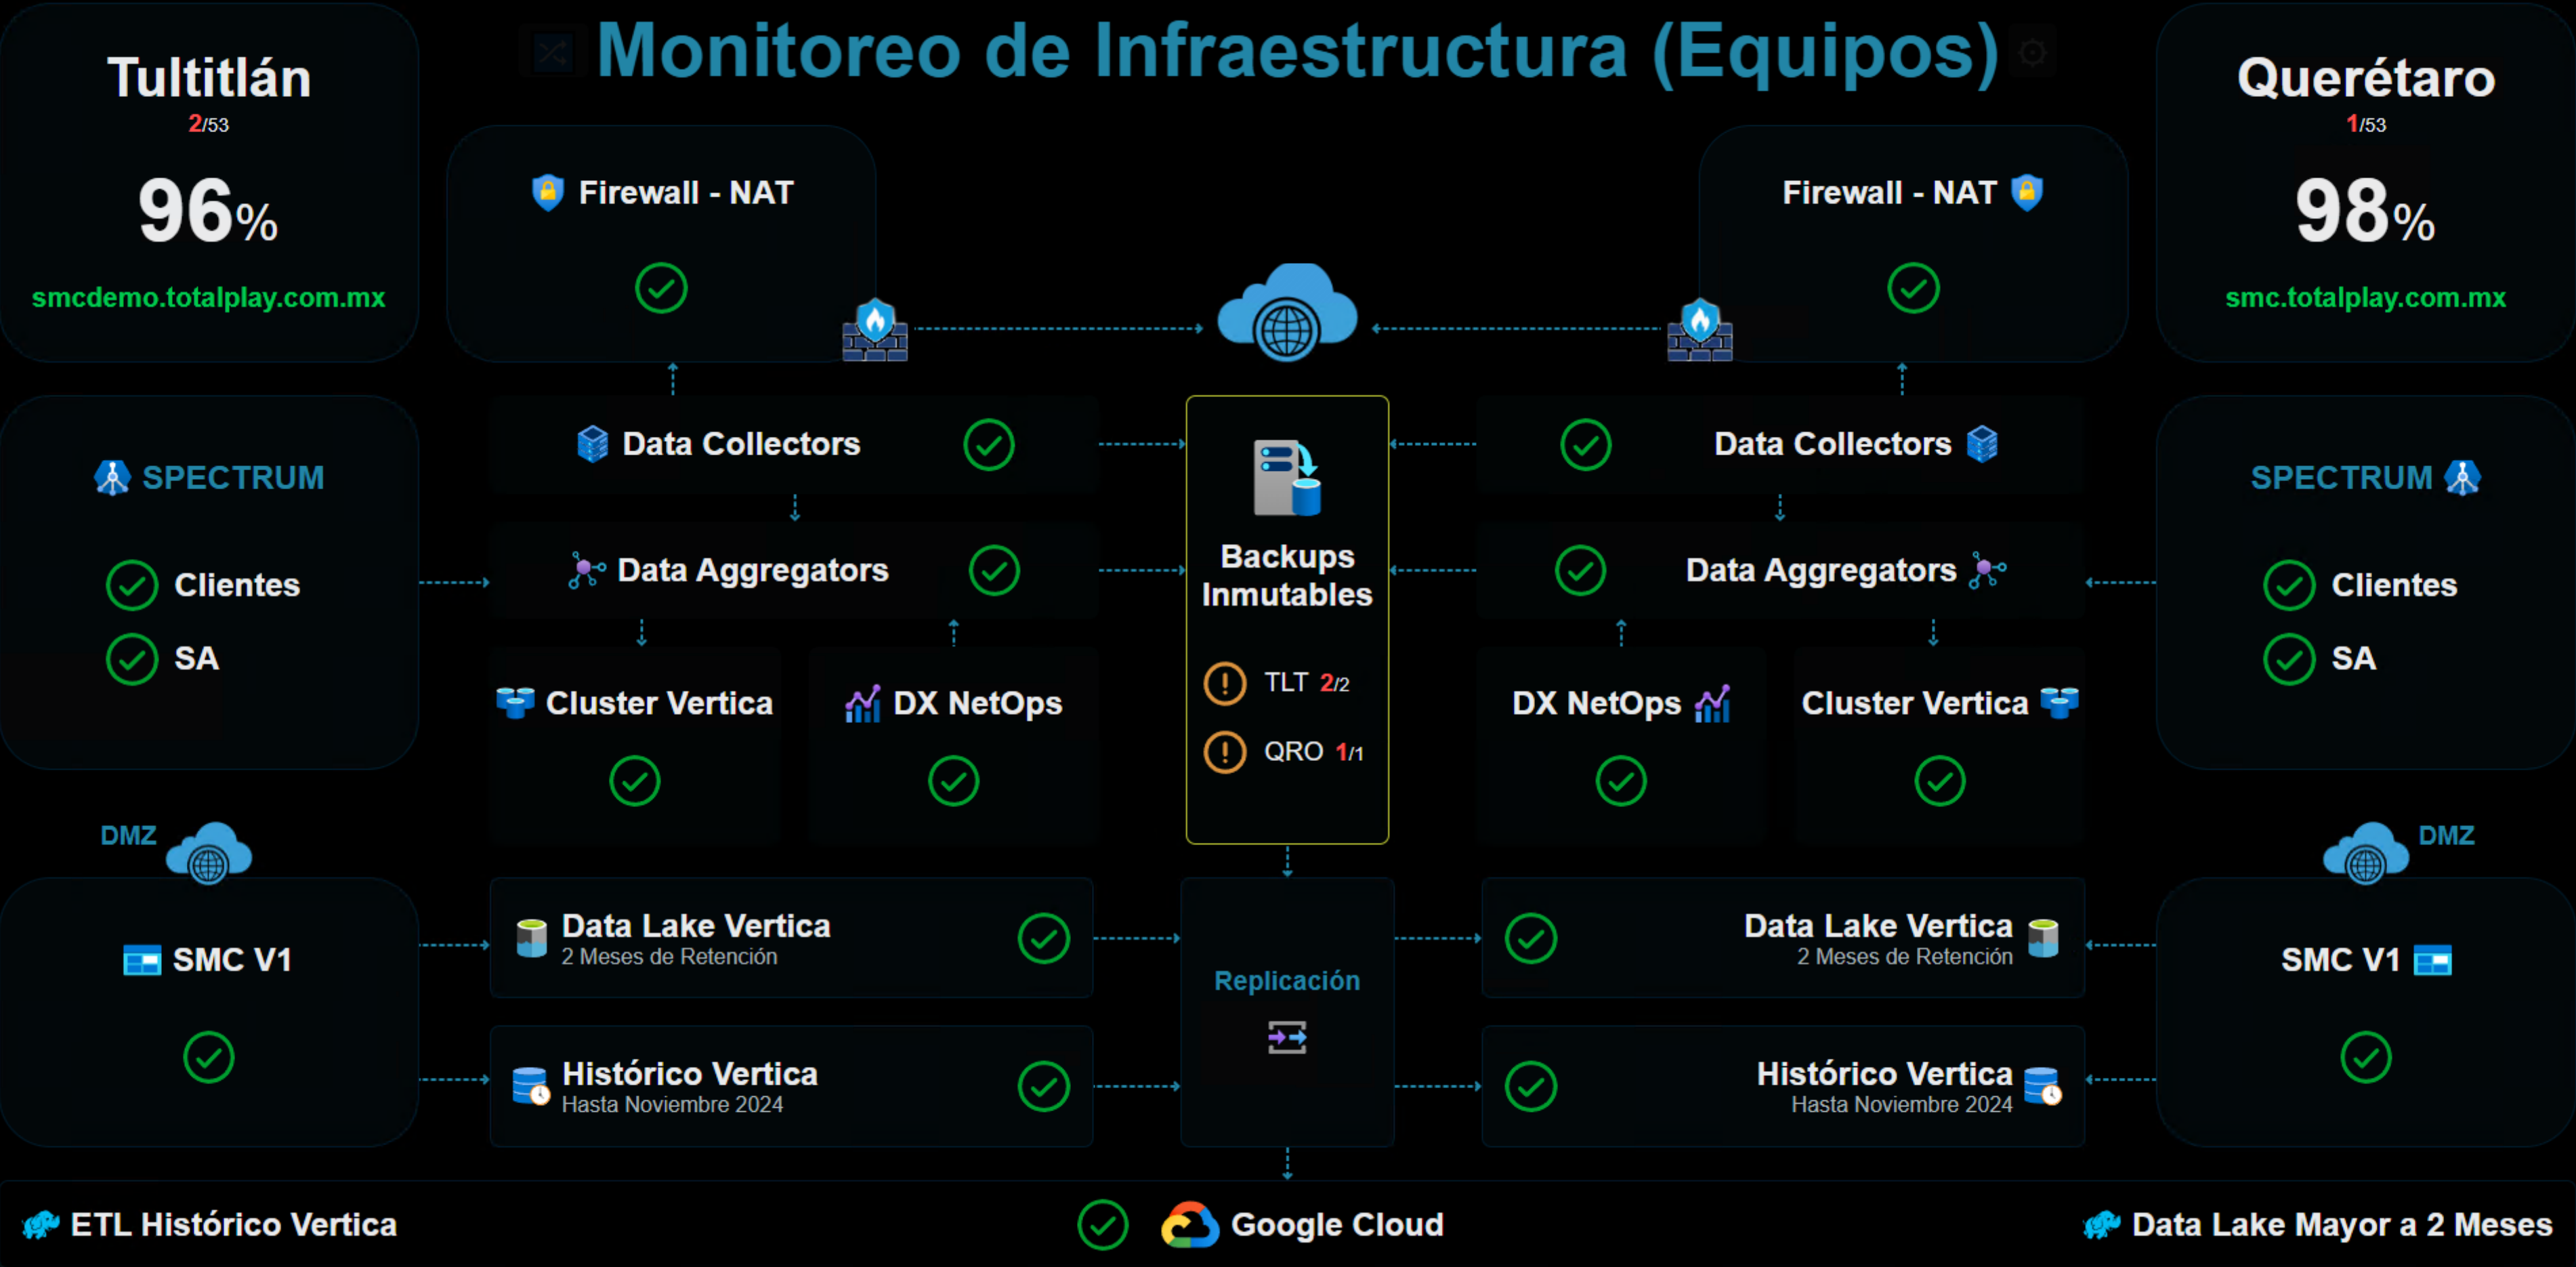 Monitoreo de Infraestructura (Equipos)
Tultitlán
2/53
96%
smcdemo.totalplay.com.mx
Firewall - NAT
Firewall - NAT
Querétaro
1/53
98%
smc.totalplay.com.mx
SPECTRUM
Clientes
SA
Data Collectors
Data Aggregators
Cluster Vertica
DX NetOps
Backups
Inmutables
TLT 2/2
QRO 1/1
Data Collectors
Data Aggregators
DX NetOps
Cluster Vertica
SPECTRUM
Clientes
SA
DMZ
SMC V1
Data Lake Vertica
2 Meses de Retención
Histórico Vertica
Hasta Noviembre 2024
Replicación
Data Lake Vertica
2 Meses de Retención
Histórico Vertica
Hasta Noviembre 2024
DMZ
SMC V1
ETL Histórico Vertica
Google Cloud
Data Lake Mayor a 2 Meses